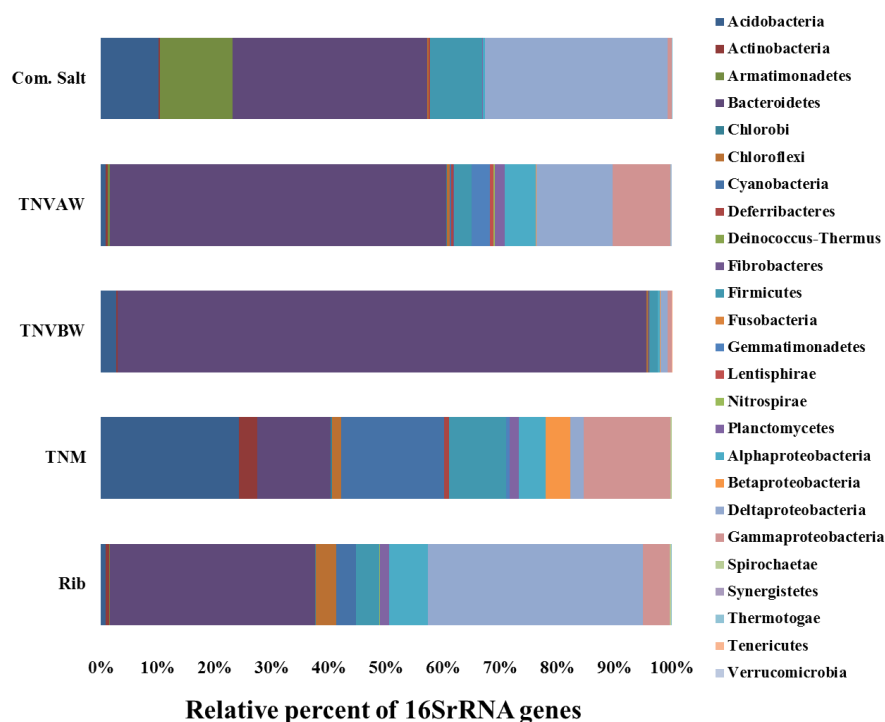 Com. Salt
TNVAW
TNVBW
TNM
Rib
0% 10% 20% 30% 40% 50% 60% 70% 80% 90% 100%
Relative percent of 16SrRNA genes
Acidobacteria
Actinobacteria
Armatimonadetes
Bacteroidetes
Chlorobi
Chloroflexi
Cyanobacteria
Deferribacteres
Deinococcus-Thermus
Fibrobacteres
Firmicutes
Fusobacteria
Gemmatimonadetes
Lentisphirae
Nitrospirae
Planctomycetes
Alphaproteobacteria
Betaproteobacteria
Deltaproteobacteria
Gammaproteobacteria
Spirochaetae
Synergistetes
Thermotogae
Tenericutes
Verrucomicrobia